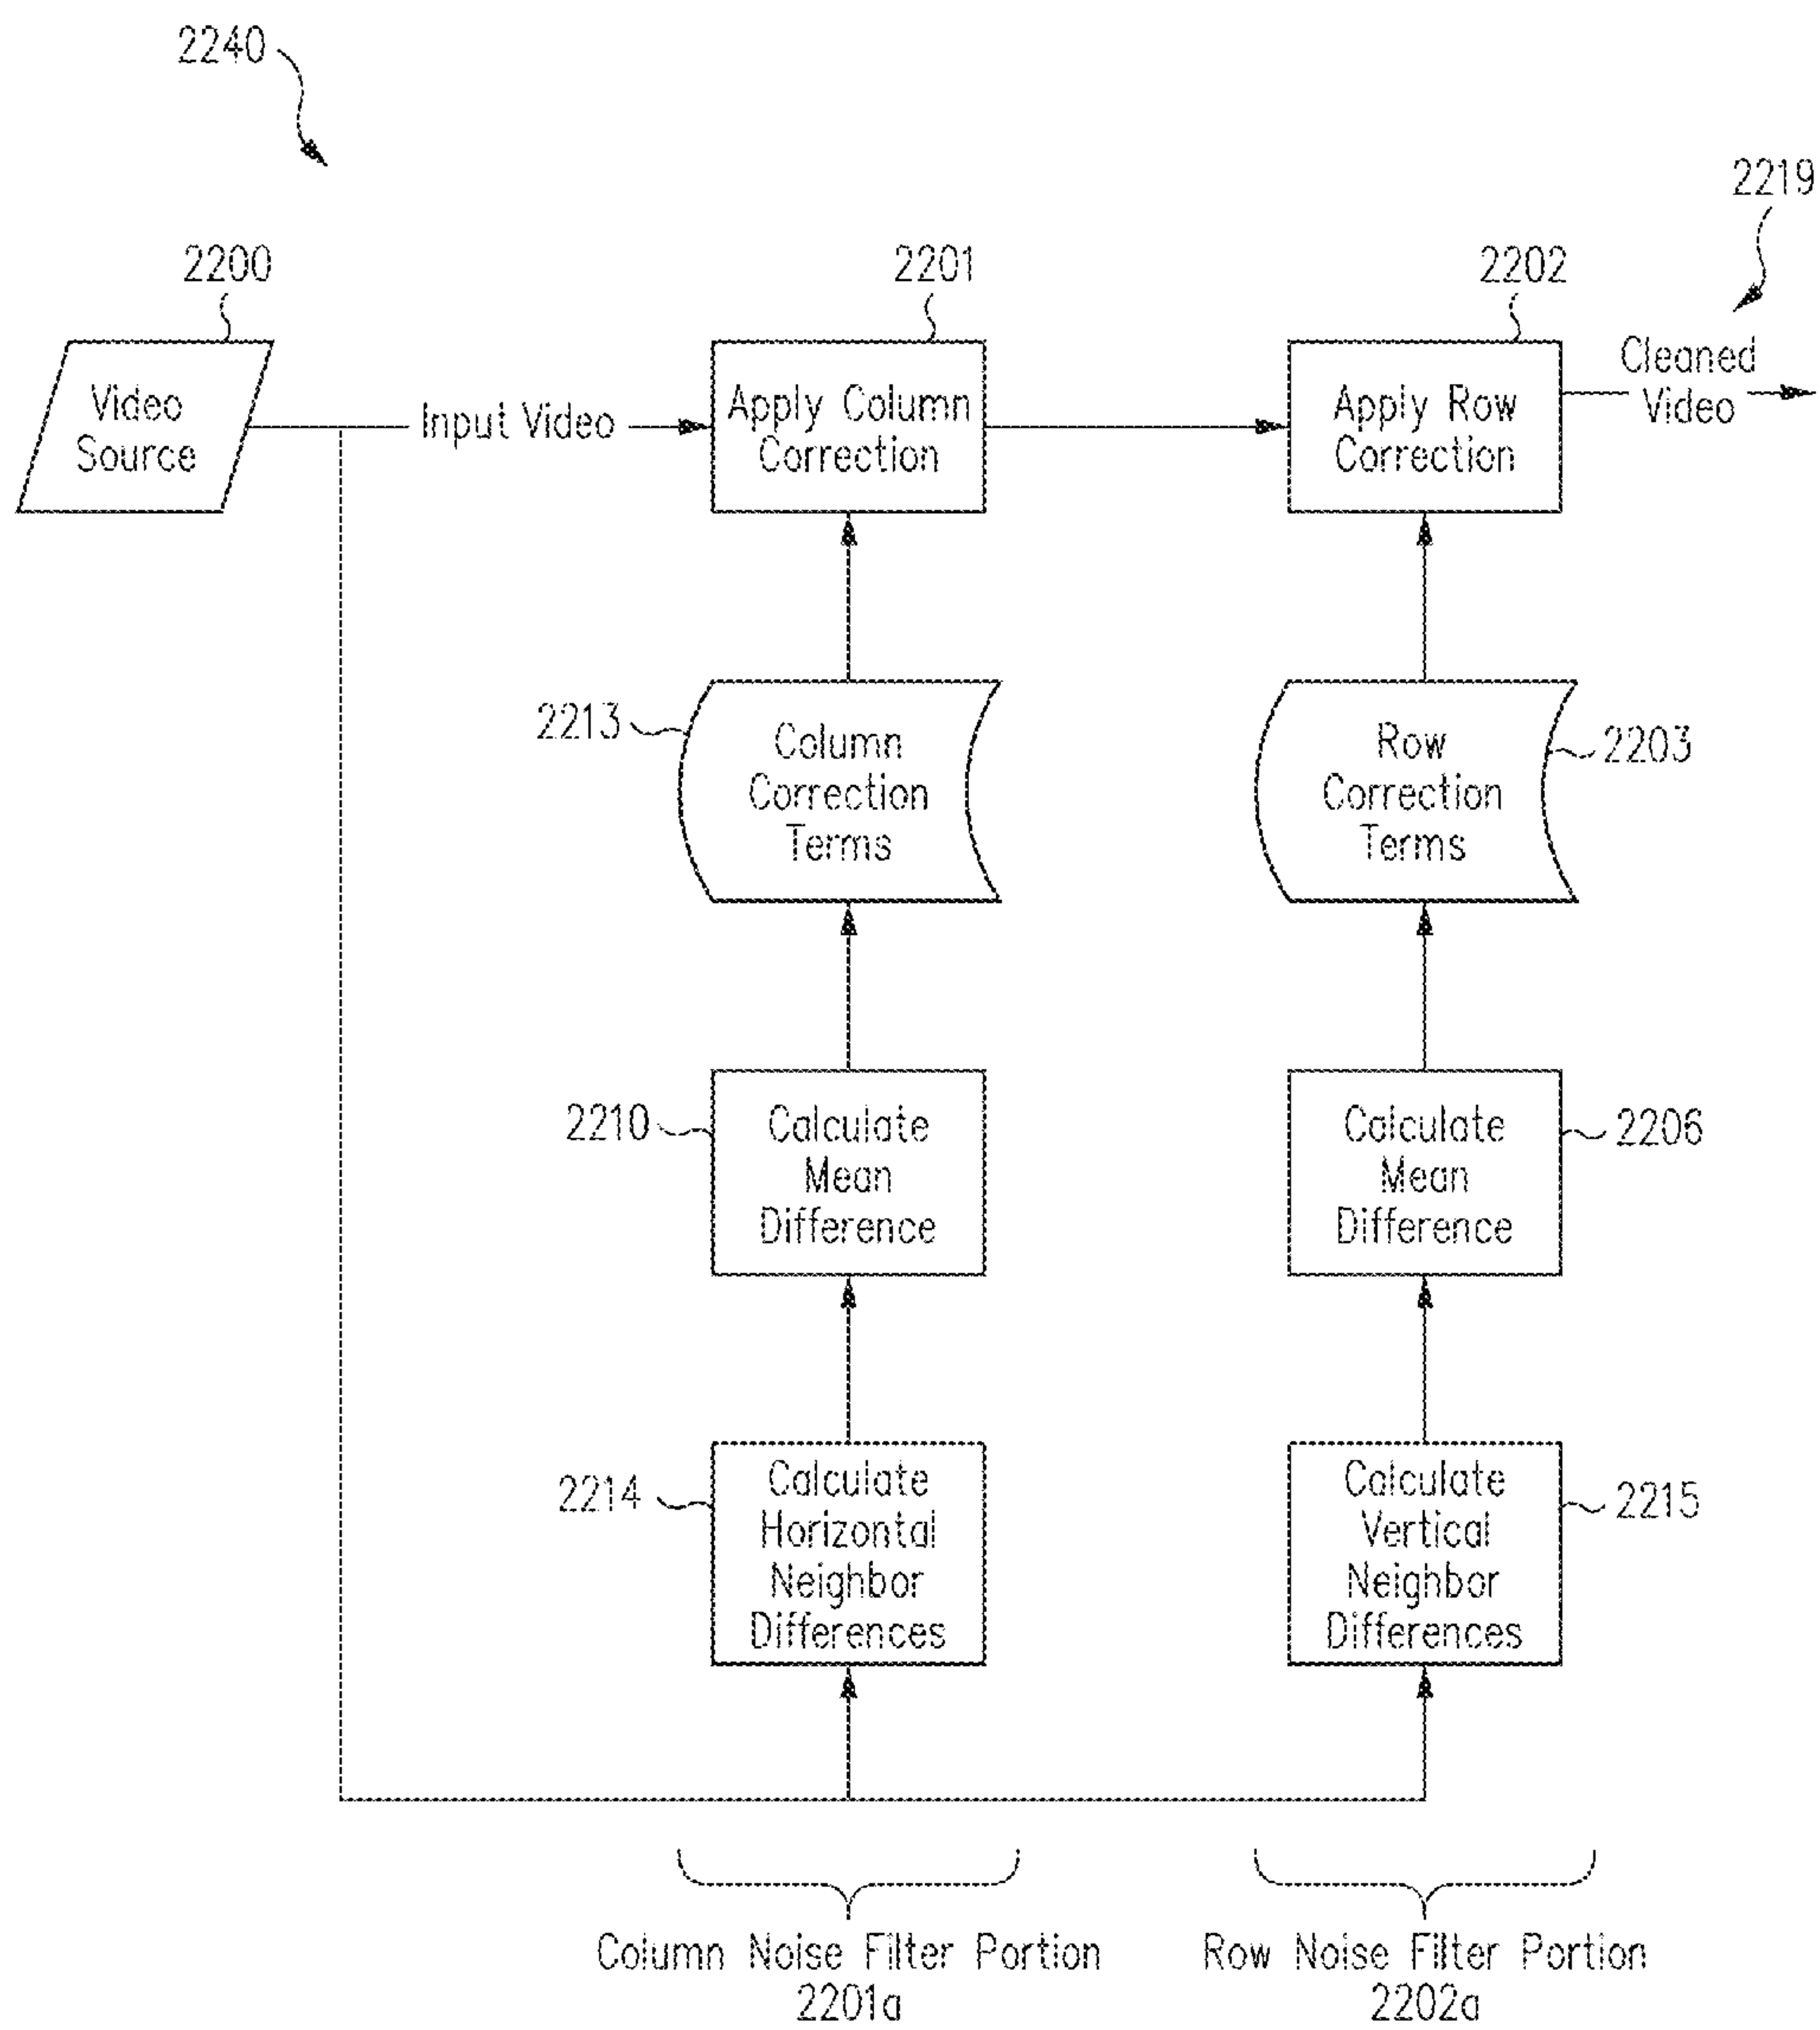 2240
2219
2200
2201
2202
Video
Source
Input Video
Apply Column
Correction
Apply Row
Correction
Cleaned
Video
2213
Column
Correction
Terms
Row
Correction
Terms
2203
2210
Calculate
Mean
Difference
Calculate
Mean
Difference
2206
2214
Calculate
Horizontal
Neighbor
Differences
Calculate
Vertical
Neighbor
Differences
2215
Column Noise Filter Portion
2201a
Row Noise Filter Portion
2202a